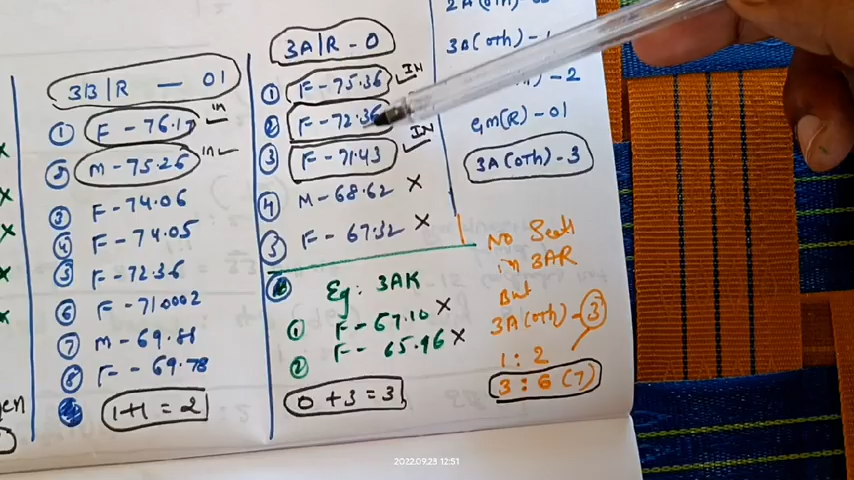 3B|R - 01
① F - 76.17 in
② M - 75.25 in
③ F - 74.06
④ F - 74.05
⑤ F - 72.36
⑥ F - 71.0002
⑦ M - 69.81
⑧ F - 69.78
1+1 = 2
3A|R - 0
① F - 75.36 IN
② F - 72.36
③ F - 71.43 IN
④ M - 68.62 X
③ F - 67.32 X
Eg: 3AK
① F - 67.10 X
② F - 65.96 X
0 + 3 = 3
3A(oth) -
- 2
GM(R) - 01
3A(oth) - 3
No Seats
in 3AR
But
3A(oth) - 3
1 : 2
3 : 6 (7)
2022.09.23 12:51